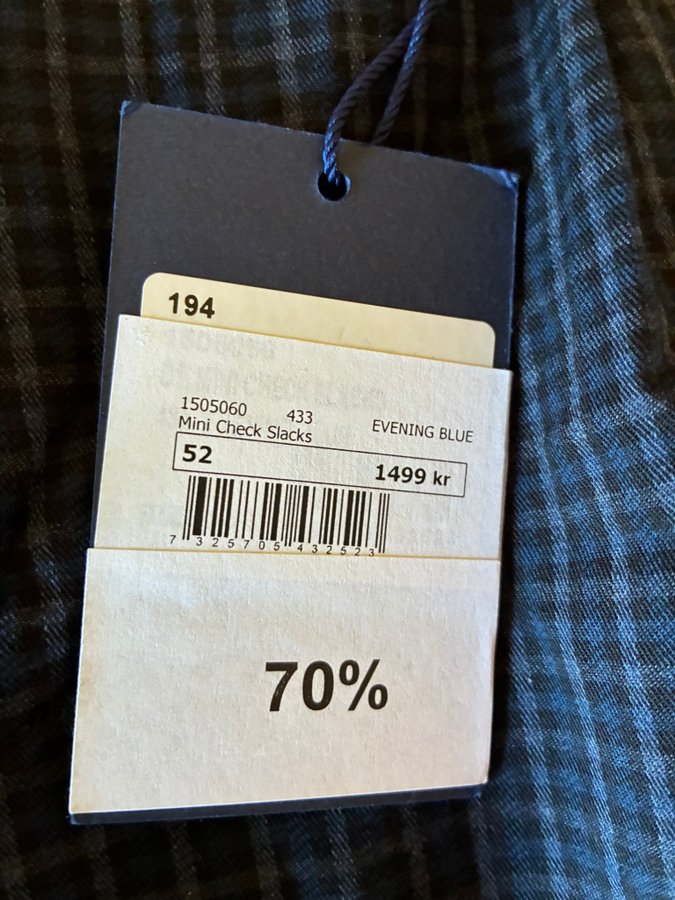 194
1505060 433 EVENING BLUE
Mini Check Slacks
52 1499 kr
7 325705 432523
70%